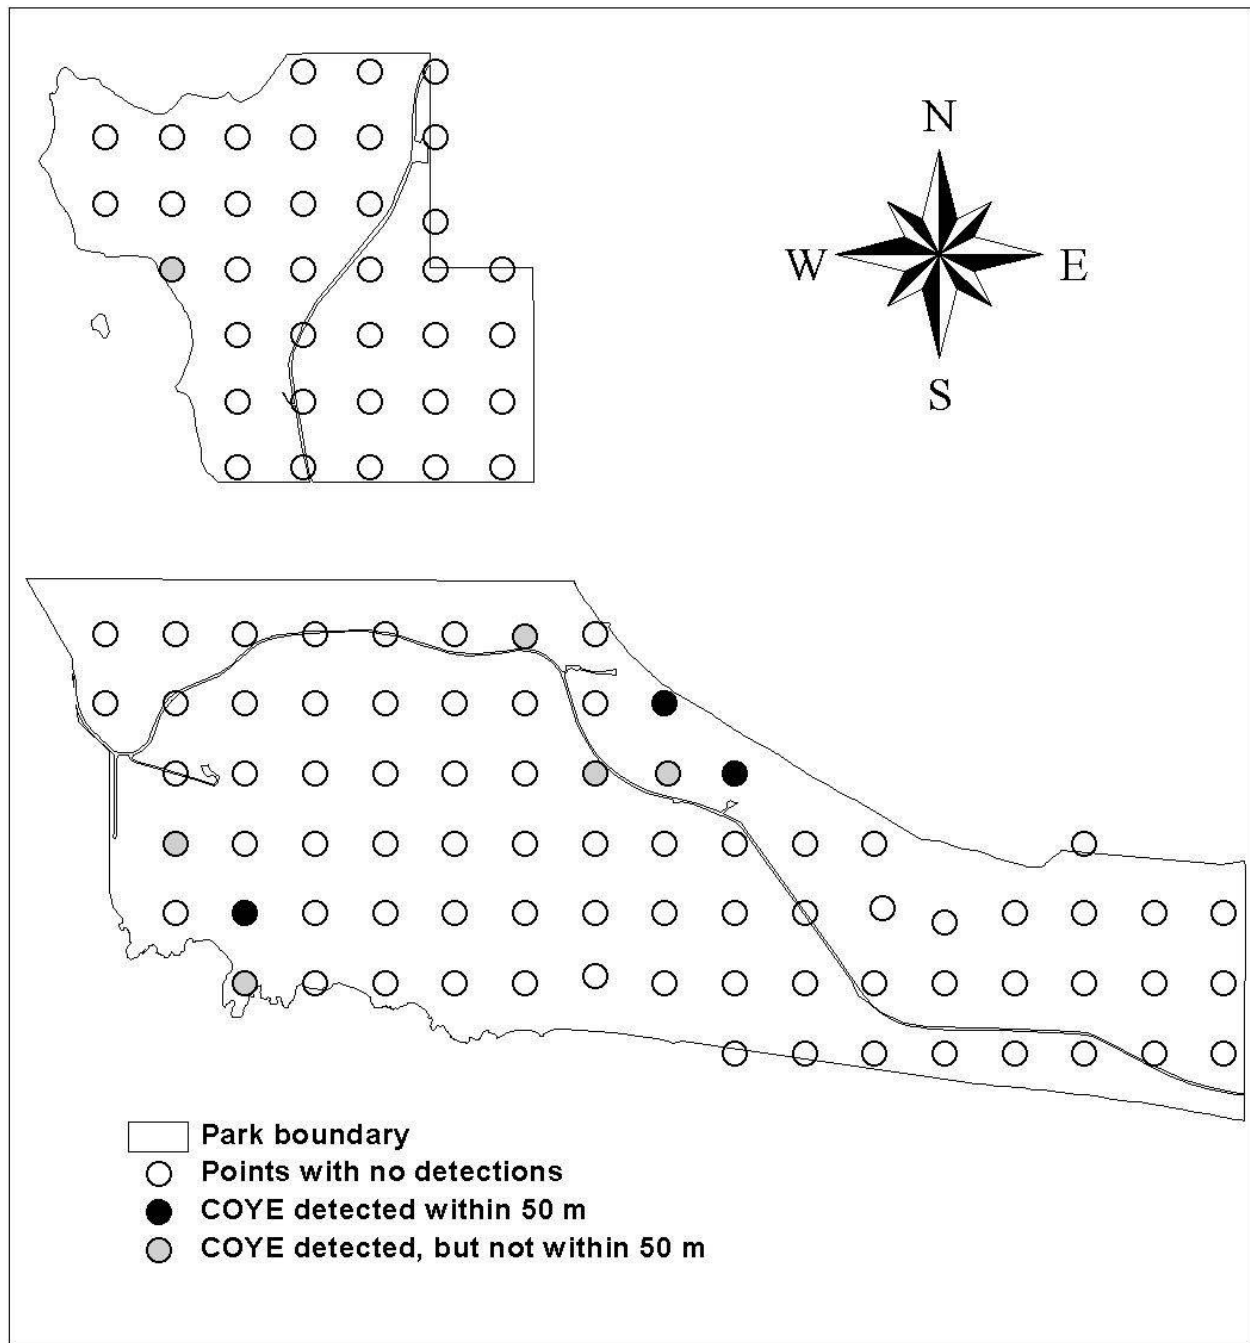 N
W
E
S
Park boundary
Points with no detections
COYE detected within 50 m
COYE detected, but not within 50 m